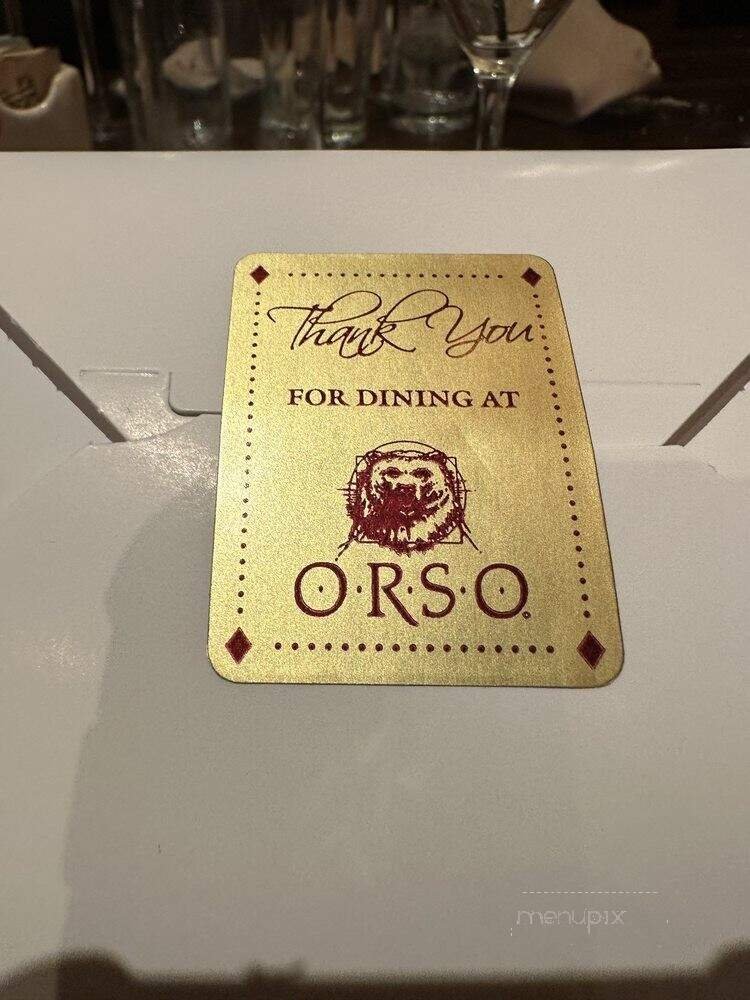 Thank You
FOR DINING AT
O·R·S·O
menupix